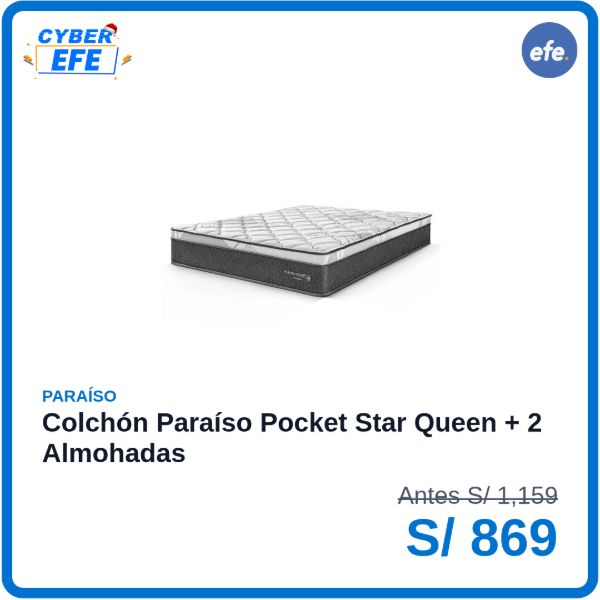 CYBER
EFE
efe.
PARAÍSO
Colchón Paraíso Pocket Star Queen + 2
Almohadas
Antes S/ 1,159
S/ 869